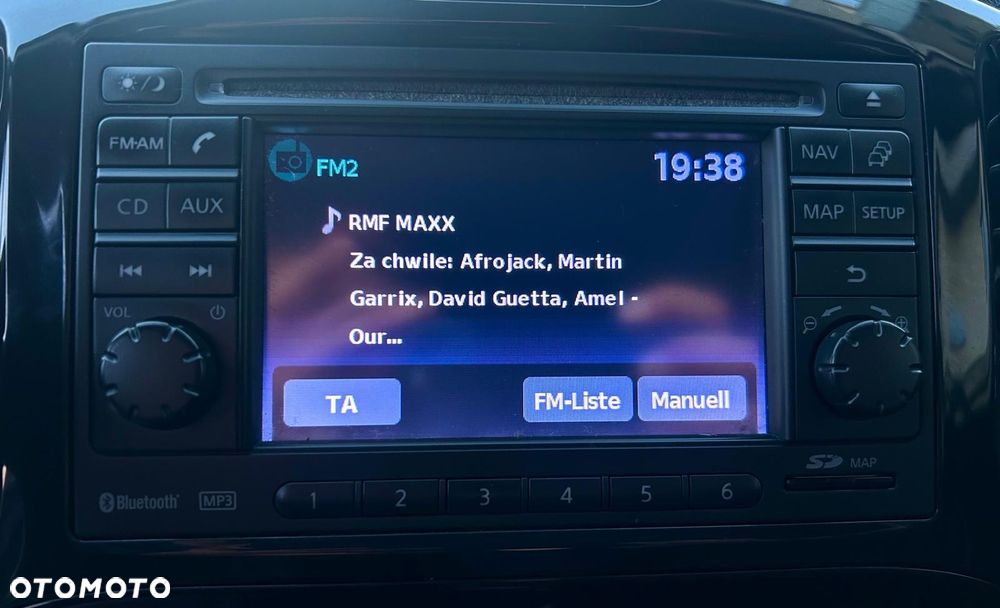 FM·AM
CD
AUX
VOL
FM2
19:38
RMF MAXX
Za chwile: Afrojack, Martin
Garrix, David Guetta, Amel -
Our...
TA
FM-Liste
Manuell
NAV
MAP
SETUP
Bluetooth
MP3
1 2 3 4 5 6
SD MAP
OTOMOTO